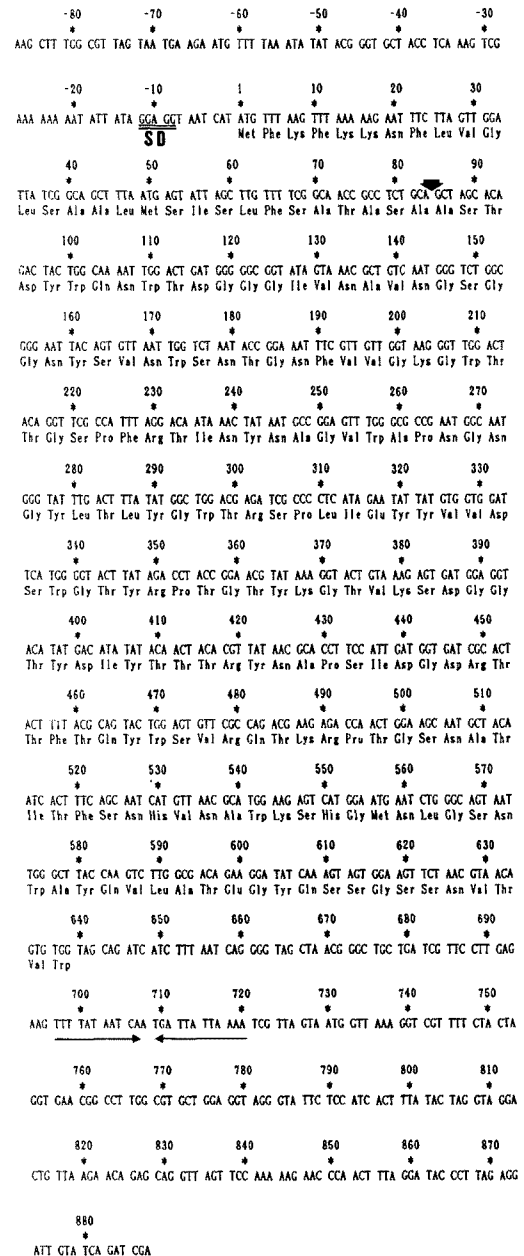 -80 -70 -60 -50 -40 -30
* * * * * *
AAG CTT TGG CGT TAG TAA TGA AGA ATG TTT TAA ATA TAT ACG GGT GCT ACC TCA AAG TCG
-20 -10 1 10 20 30
* * * * * *
AAA AAA AAT ATT ATA GGA GGT AAT CAT ATG TTT AAG TTT AAA AAG AAT TTC TTA GTT GGA
SD Met Phe Lys Phe Lys Lys Asn Phe Leu Val Gly
40 50 60 70 80 90
* * * * * *
TTA TCG GCA GCT TTA ATG AGT ATT AGC TTG TTT TCG GCA ACC GCC TCT GCA GCT AGC ACA
Leu Ser Ala Ala Leu Met Ser Ile Ser Leu Phe Ser Ala Thr Ala Ser Ala Ala Ser Thr
100 110 120 130 140 150
* * * * * *
GAC TAC TGG CAA AAT TGG ACT GAT GGG GGC GGT ATA GTA AAC GCT GTC AAT GGG TCT GGC
Asp Tyr Trp Gln Asn Trp Thr Asp Gly Gly Gly Ile Val Asn Ala Val Asn Gly Ser Gly
160 170 180 190 200 210
* * * * * *
GGG AAT TAC AGT GTT AAT TGG TCT AAT ACC GGA AAT TTC GTT GTT GGT AAG GGT TGG ACT
Gly Asn Tyr Ser Val Asn Trp Ser Asn Thr Gly Asn Phe Val Val Gly Lys Gly Trp Thr
220 230 240 250 260 270
* * * * * *
ACA GGT TCG CCA TTT AGG ACA ATA AAC TAT AAT GCC GGA GTT TGG GCG CCG AAT GGC AAT
Thr Gly Ser Pro Phe Arg Thr Ile Asn Tyr Asn Ala Gly Val Trp Ala Pro Asn Gly Asn
280 290 300 310 320 330
* * * * * *
GGG TAT TTG ACT TTA TAT GGC TGG ACG AGA TCG CCC CTC ATA GAA TAT TAT GTG GTG GAT
Gly Tyr Leu Thr Leu Tyr Gly Trp Thr Arg Ser Pro Leu Ile Glu Tyr Tyr Val Val Asp
340 350 360 370 380 390
* * * * * *
TCA TGG GGT ACT TAT AGA CCT ACC GGA ACG TAT AAA GGT ACT GTA AAG AGT GAT GGA GGT
Ser Trp Gly Thr Tyr Arg Pro Thr Gly Thr Tyr Lys Gly Thr Val Lys Ser Asp Gly Gly
400 410 420 430 440 450
* * * * * *
ACA TAT GAC ATA TAT ACA ACT ACA CGT TAT AAC GCA CCT TCC ATT GAT GGT GAT CGC ACT
Thr Tyr Asp Ile Tyr Thr Thr Thr Arg Tyr Asn Ala Pro Ser Ile Asp Gly Asp Arg Thr
460 470 480 490 500 510
* * * * * *
ACT TTT ACG CAG TAC TGG AGT GTT CGC CAG ACG AAG AGA CCA ACT GGA AGC AAT GCT ACA
Thr Phe Thr Gln Tyr Trp Ser Val Arg Gln Thr Lys Arg Pro Thr Gly Ser Asn Ala Thr
520 530 540 550 560 570
* * * * * *
ATC ACT TTC AGC AAT CAT GTT AAC GCA TGG AAG AGT CAT GGA ATG AAT CTG GGC AGT AAT
Ile Thr Phe Ser Asn His Val Asn Ala Trp Lys Ser His Gly Met Asn Leu Gly Ser Asn
580 590 600 610 620 630
* * * * * *
TGG GCT TAC CAA GTC TTG GCG ACA GAA GGA TAT CAA AGT AGT GGA AGT TCT AAC GTA ACA
Trp Ala Tyr Gln Val Leu Ala Thr Glu Gly Tyr Gln Ser Ser Gly Ser Ser Asn Val Thr
640 650 660 670 680 690
* * * * * *
GTG TGG TAG CAG ATC ATC TTT AAT CAG GGG TAG CTA ACG GGC TGC TGA TCG TTC CTT GAG
Val Trp
700 710 720 730 740 750
* * * * * *
AAG TTT TAT AAT CAA TGA TTA TTA AAA TCG TTA GTA ATG GTT AAA GGT CGT TTT CTA CTA
760 770 780 790 800 810
* * * * * *
GGT GAA CGG CCT TGG CGT GCT GGA GGT AGG GTA TTC TCC ATC ACT TTA TAC TAG GTA GGA
820 830 840 850 860 870
* * * * * *
CTG TTA AGA ACA GAG CAG GTT AGT TCC AAA AAG AAC CCA ACT TTA GGA TAC CCT TAG AGG
880
*
ATT GTA TCA GAT CGA